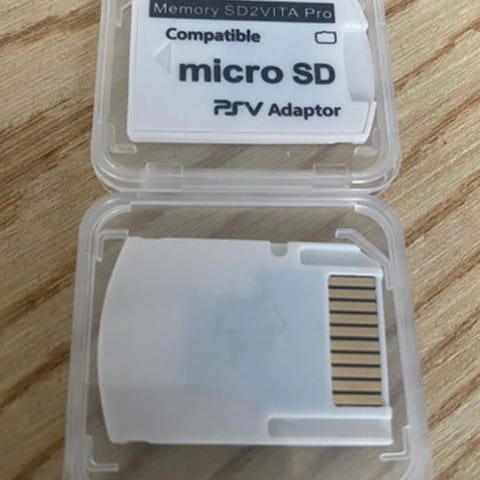 Memory SD2VITA Pro
Compatible
micro SD
PSV Adaptor